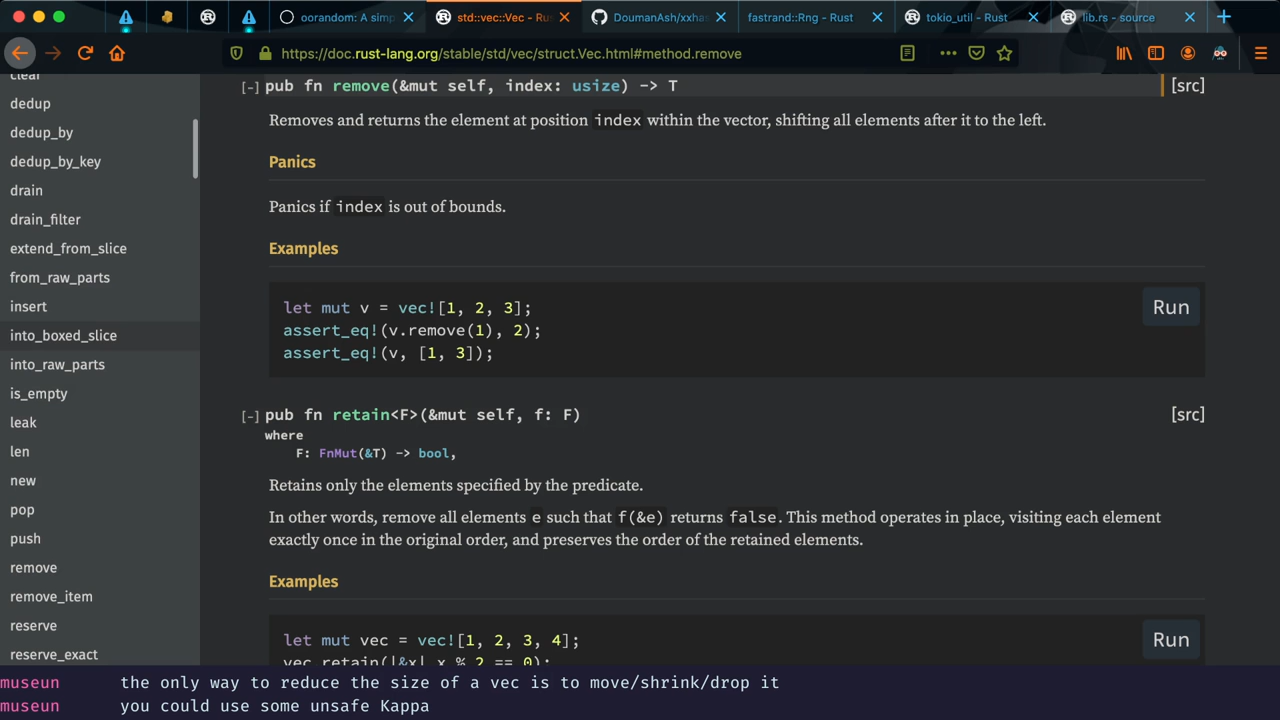 oorandom: A simp
std::vec::Vec - Rus
DoumanAsh/xxhas
fastrand::Rng - Rust
tokio_util - Rust
lib.rs - source
https://doc.rust-lang.org/stable/std/vec/struct.Vec.html#method.remove
clear
dedup
dedup_by
dedup_by_key
drain
drain_filter
extend_from_slice
from_raw_parts
insert
into_boxed_slice
into_raw_parts
is_empty
leak
len
new
pop
push
remove
remove_item
reserve
reserve_exact
[-] pub fn remove(&mut self, index: usize) -> T [src]
Removes and returns the element at position index within the vector, shifting all elements after it to the left.
Panics
Panics if index is out of bounds.
Examples
let mut v = vec![1, 2, 3];
assert_eq!(v.remove(1), 2);
assert_eq!(v, [1, 3]);
Run
[-] pub fn retain<F>(&mut self, f: F) [src]
where
F: FnMut(&T) -> bool,
Retains only the elements specified by the predicate.
In other words, remove all elements e such that f(&e) returns false. This method operates in place, visiting each element
exactly once in the original order, and preserves the order of the retained elements.
Examples
let mut vec = vec![1, 2, 3, 4];
vec.retain(|&x| x % 2 == 0);
Run
museun the only way to reduce the size of a vec is to move/shrink/drop it
museun you could use some unsafe Kappa